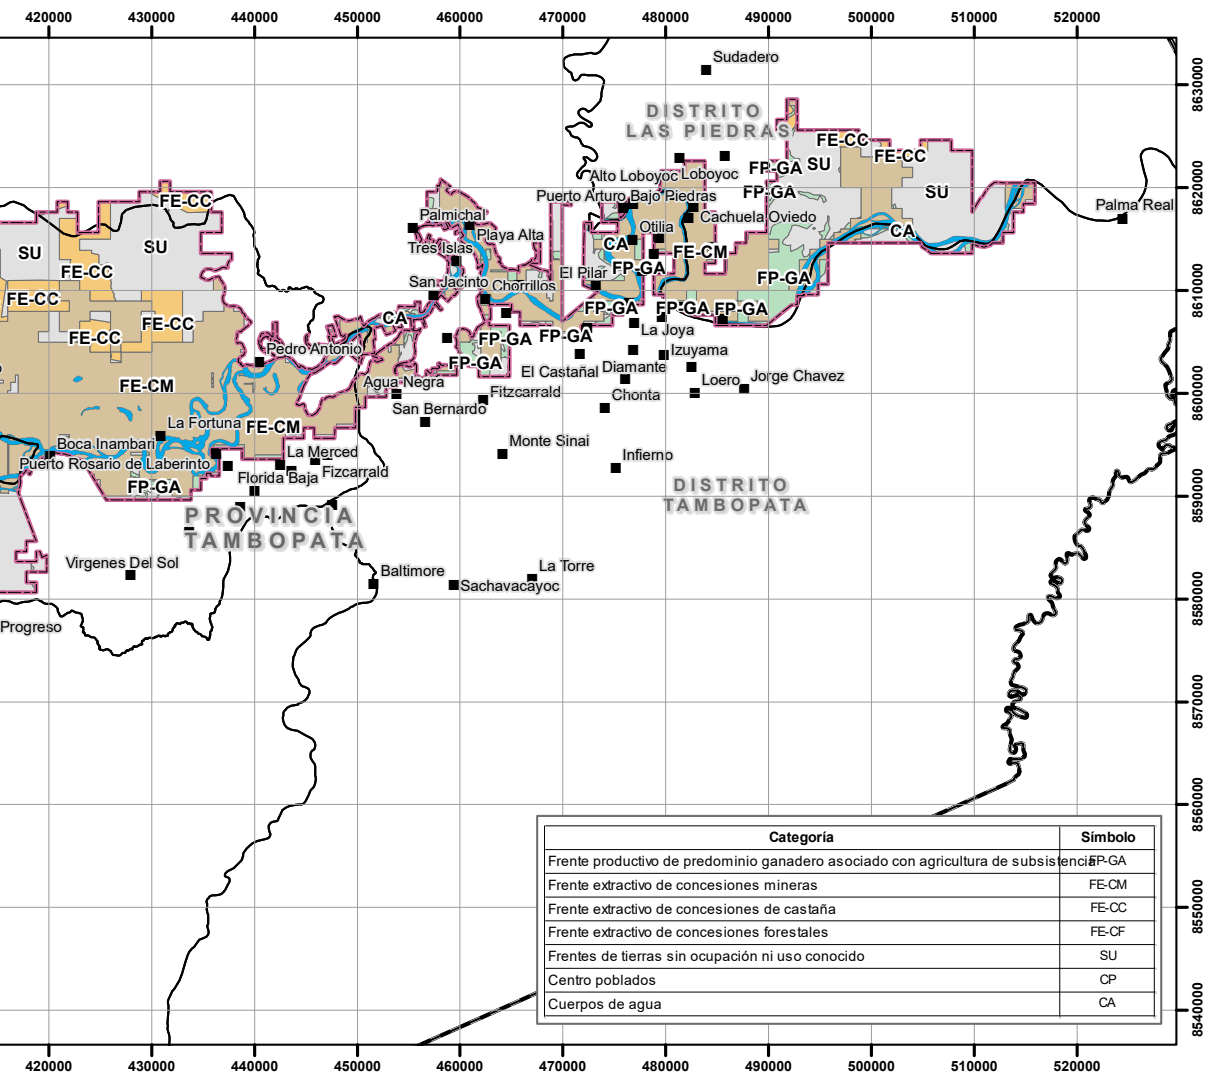 420000 430000 440000 450000 460000 470000 480000 490000 500000 510000 520000
Sudadero
8630000
DISTRITO
LAS PIEDRAS
FE-CC
FE-CC
FP-GA SU
Alto Loboyoc Loboyoc
FP-GA
SU
8620000
FE-CC
Puerto Arturo Bajo Piedras
Palma Real
Palmichal
Cachuela Oviedo
Otilia
Playa Alta
CA
SU
SU
Tres Islas
CA
FE-CM
FE-CC
El Pilar
FP-GA
FP-GA
San Jacinto Chorrillos
8610000
FE-CC
FP-GA
FP-GA
FP-GA
CA
FE-CC
FE-CC
FP-GA
FP-GA
La Joya
Pedro Antonio
Izuyama
FP-GA
El Castañal Diamante
Jorge Chavez
FE-CM
Agua Negra
Loero
Fitzcarrald
Chonta
8600000
San Bernardo
La Fortuna
FE-CM
Boca Inambari
Monte Sinai
La Merced
Infierno
Puerto Rosario de Laberinto
Fizcarrald
Florida Baja
FP-GA
DISTRITO
TAMBOPATA
8590000
PROVINCIA
TAMBOPATA
Virgenes Del Sol
La Torre
Baltimore
Sachavacayoc
8580000
Progreso
8570000
8560000
Categoría Símbolo
Frente productivo de predominio ganadero asociado con agricultura de subsistencia FP-GA
Frente extractivo de concesiones mineras FE-CM
Frente extractivo de concesiones de castaña FE-CC
Frente extractivo de concesiones forestales FE-CF
Frentes de tierras sin ocupación ni uso conocido SU
Centro poblados CP
Cuerpos de agua CA
8550000
8540000
420000 430000 440000 450000 460000 470000 480000 490000 500000 510000 520000